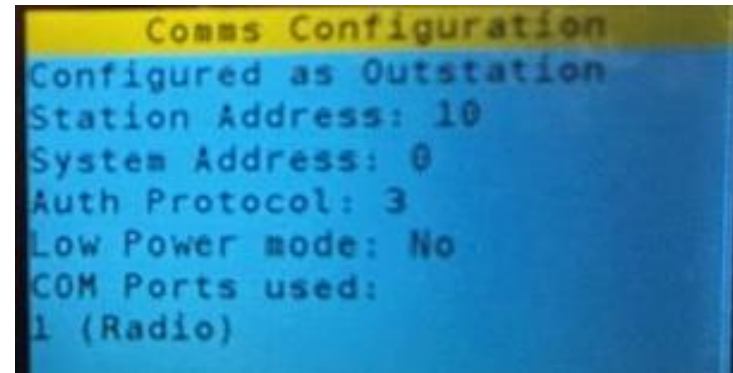 Comms Configuration
Configured as Outstation
Station Address: 10
System Address: 0
Auth Protocol: 3
Low Power mode: No
COM Ports used:
1 (Radio)